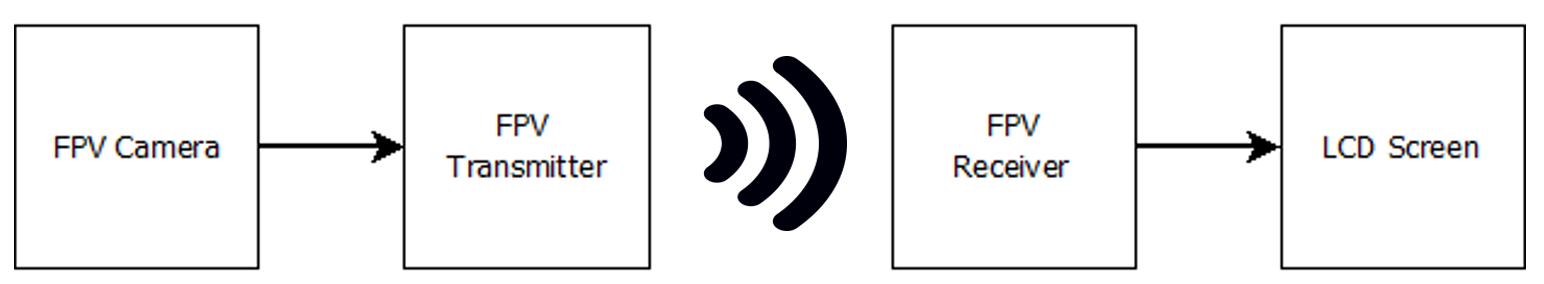 FPV Camera
FPV
Transmitter
FPV
Receiver
LCD Screen